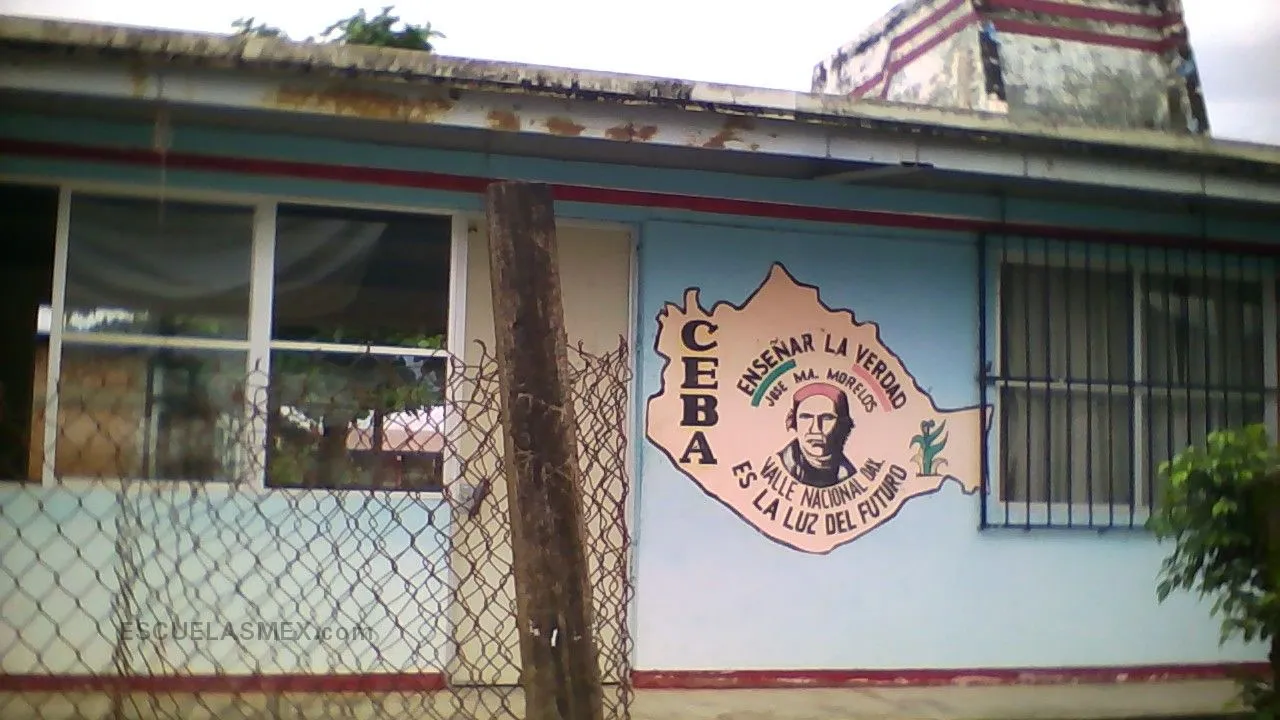 CEBA
ENSEÑAR LA VERDAD
JOSE MA. MORELOS
VALLE NACIONAL OAX.
ES LA LUZ DEL FUTURO
ESCUELASMEX.com